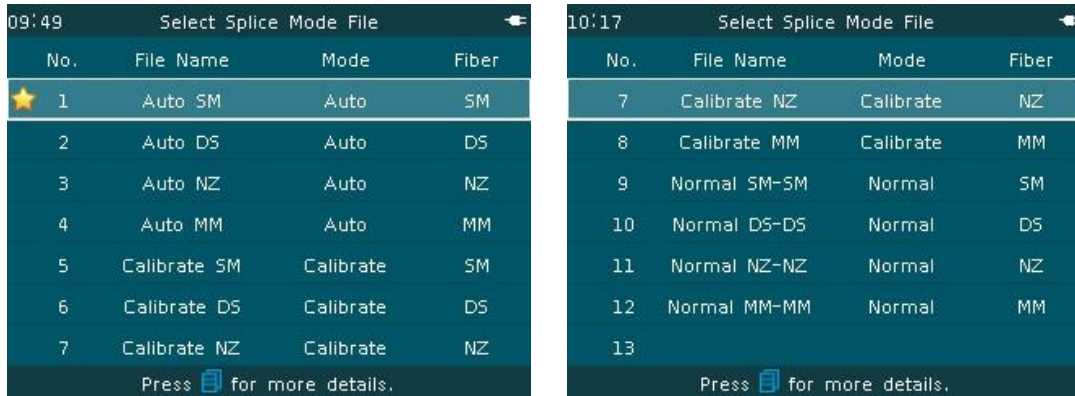 09:49 Select Splice Mode File
No. File Name Mode Fiber
1 Auto SM Auto SM
2 Auto DS Auto DS
3 Auto NZ Auto NZ
4 Auto MM Auto MM
5 Calibrate SM Calibrate SM
6 Calibrate DS Calibrate DS
7 Calibrate NZ Calibrate NZ
Press for more details.
10:17 Select Splice Mode File
No. File Name Mode Fiber
7 Calibrate NZ Calibrate NZ
8 Calibrate MM Calibrate MM
9 Normal SM-SM Normal SM
10 Normal DS-DS Normal DS
11 Normal NZ-NZ Normal NZ
12 Normal MM-MM Normal MM
13
Press for more details.